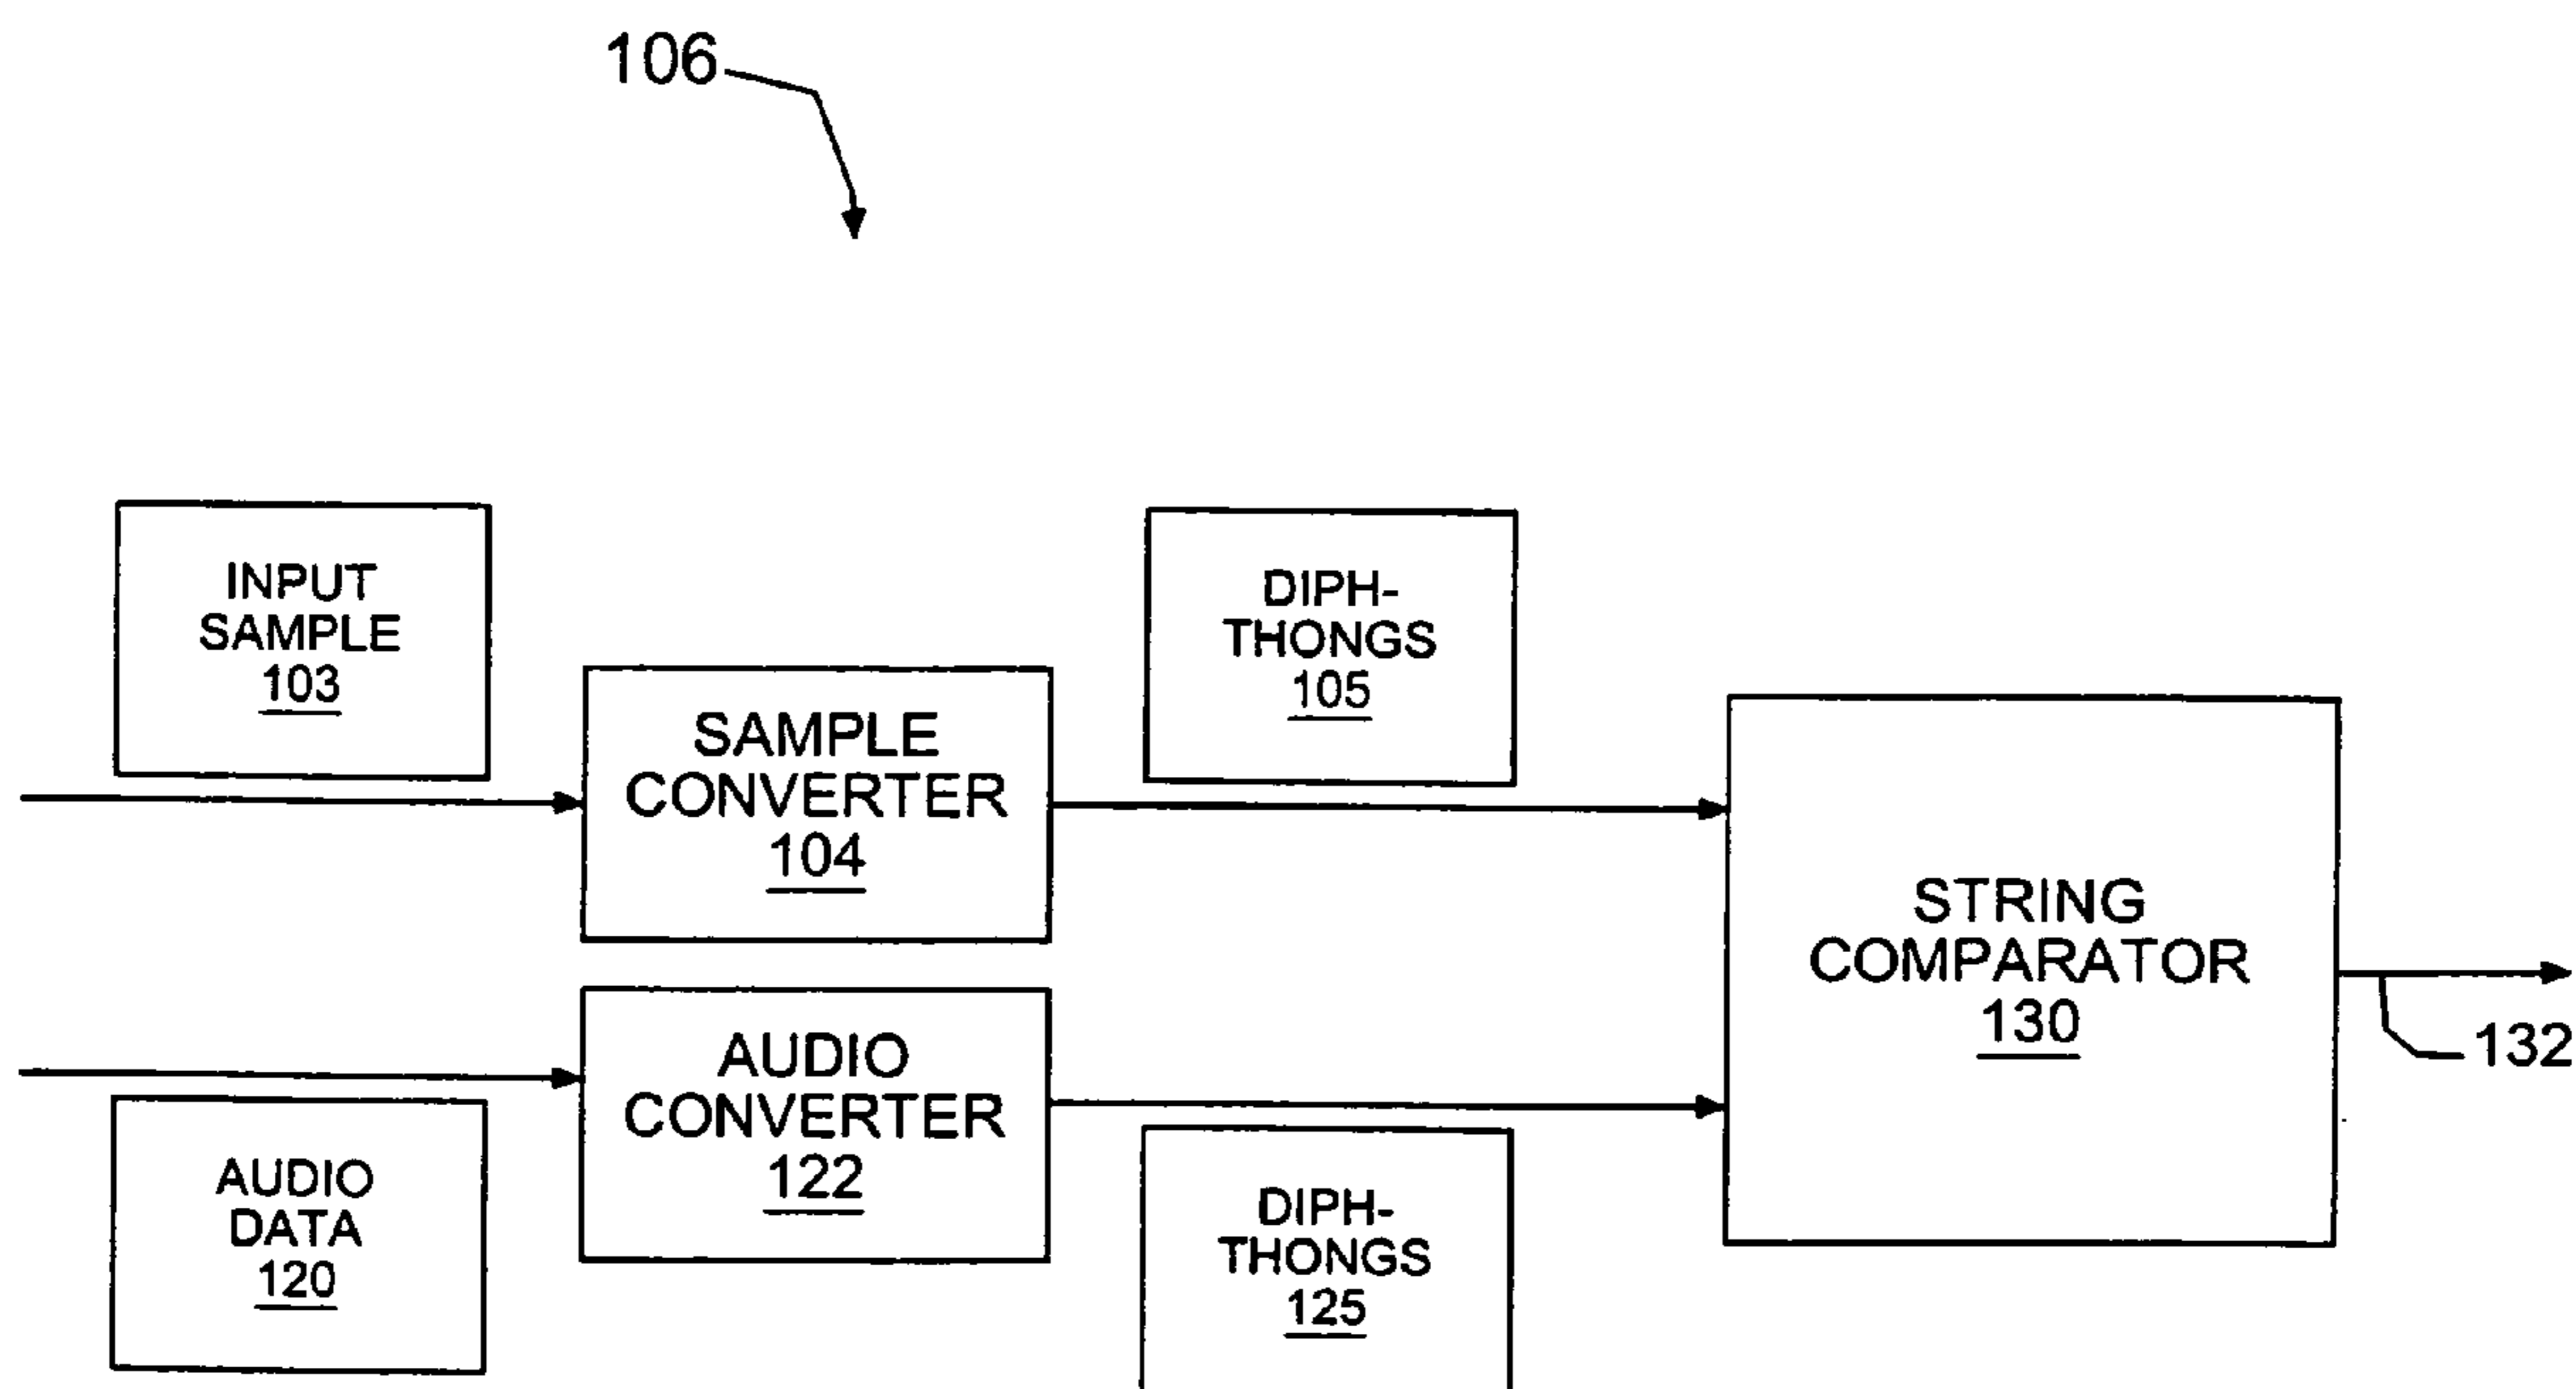 106
INPUT
SAMPLE
103
SAMPLE
CONVERTER
104
DIPH-
THONGS
105
STRING
COMPARATOR
130
132
AUDIO
DATA
120
AUDIO
CONVERTER
122
DIPH-
THONGS
125